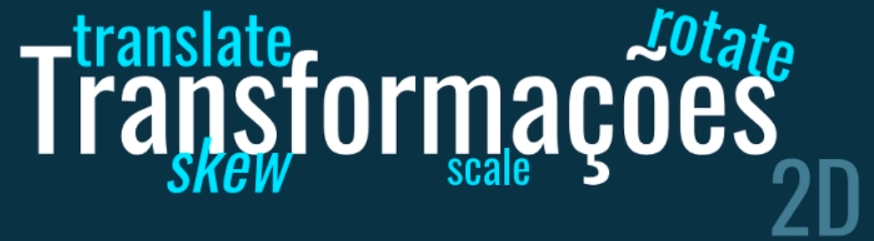 translate
rotate
Transformações
skew
scale
2D